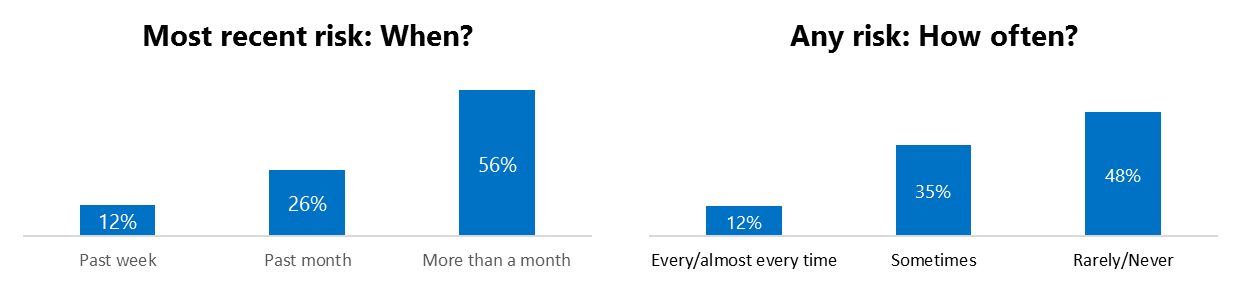 Most recent risk: When?
56%
26%
12%
Past week
Past month
More than a month
Any risk: How often?
48%
35%
12%
Every/almost every time
Sometimes
Rarely/Never